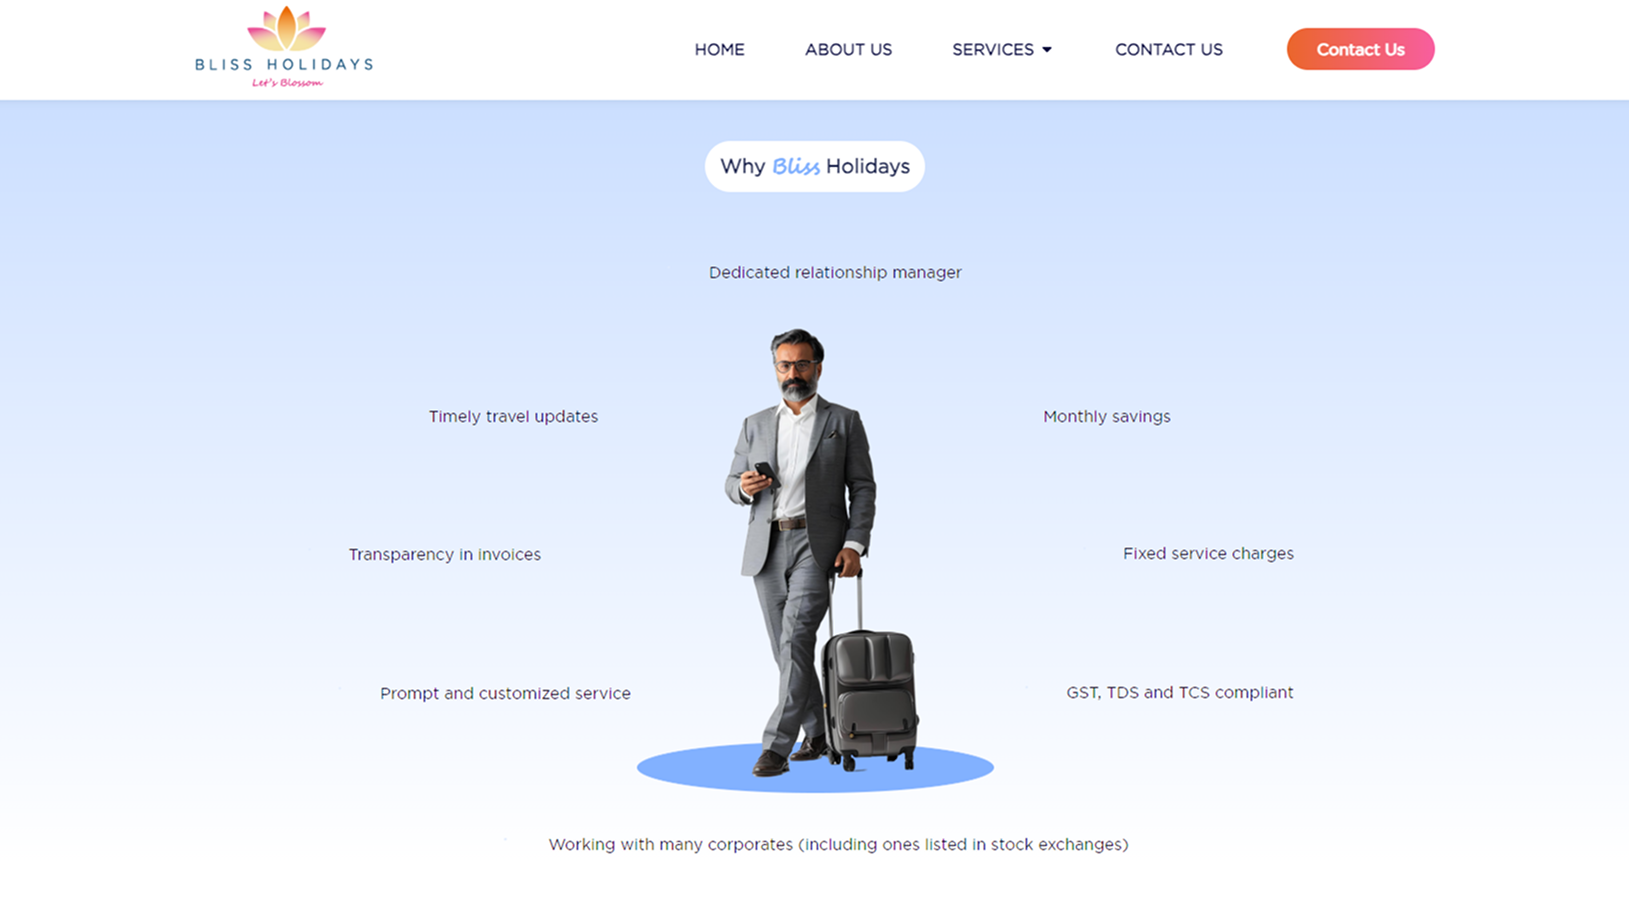 BLISS HOLIDAYS
Let's Blossom
HOME
ABOUT US
SERVICES
CONTACT US
Contact Us
Why Bliss Holidays
Dedicated relationship manager
Timely travel updates
Monthly savings
Transparency in invoices
Fixed service charges
Prompt and customized service
GST, TDS and TCS compliant
Working with many corporates (including ones listed in stock exchanges)